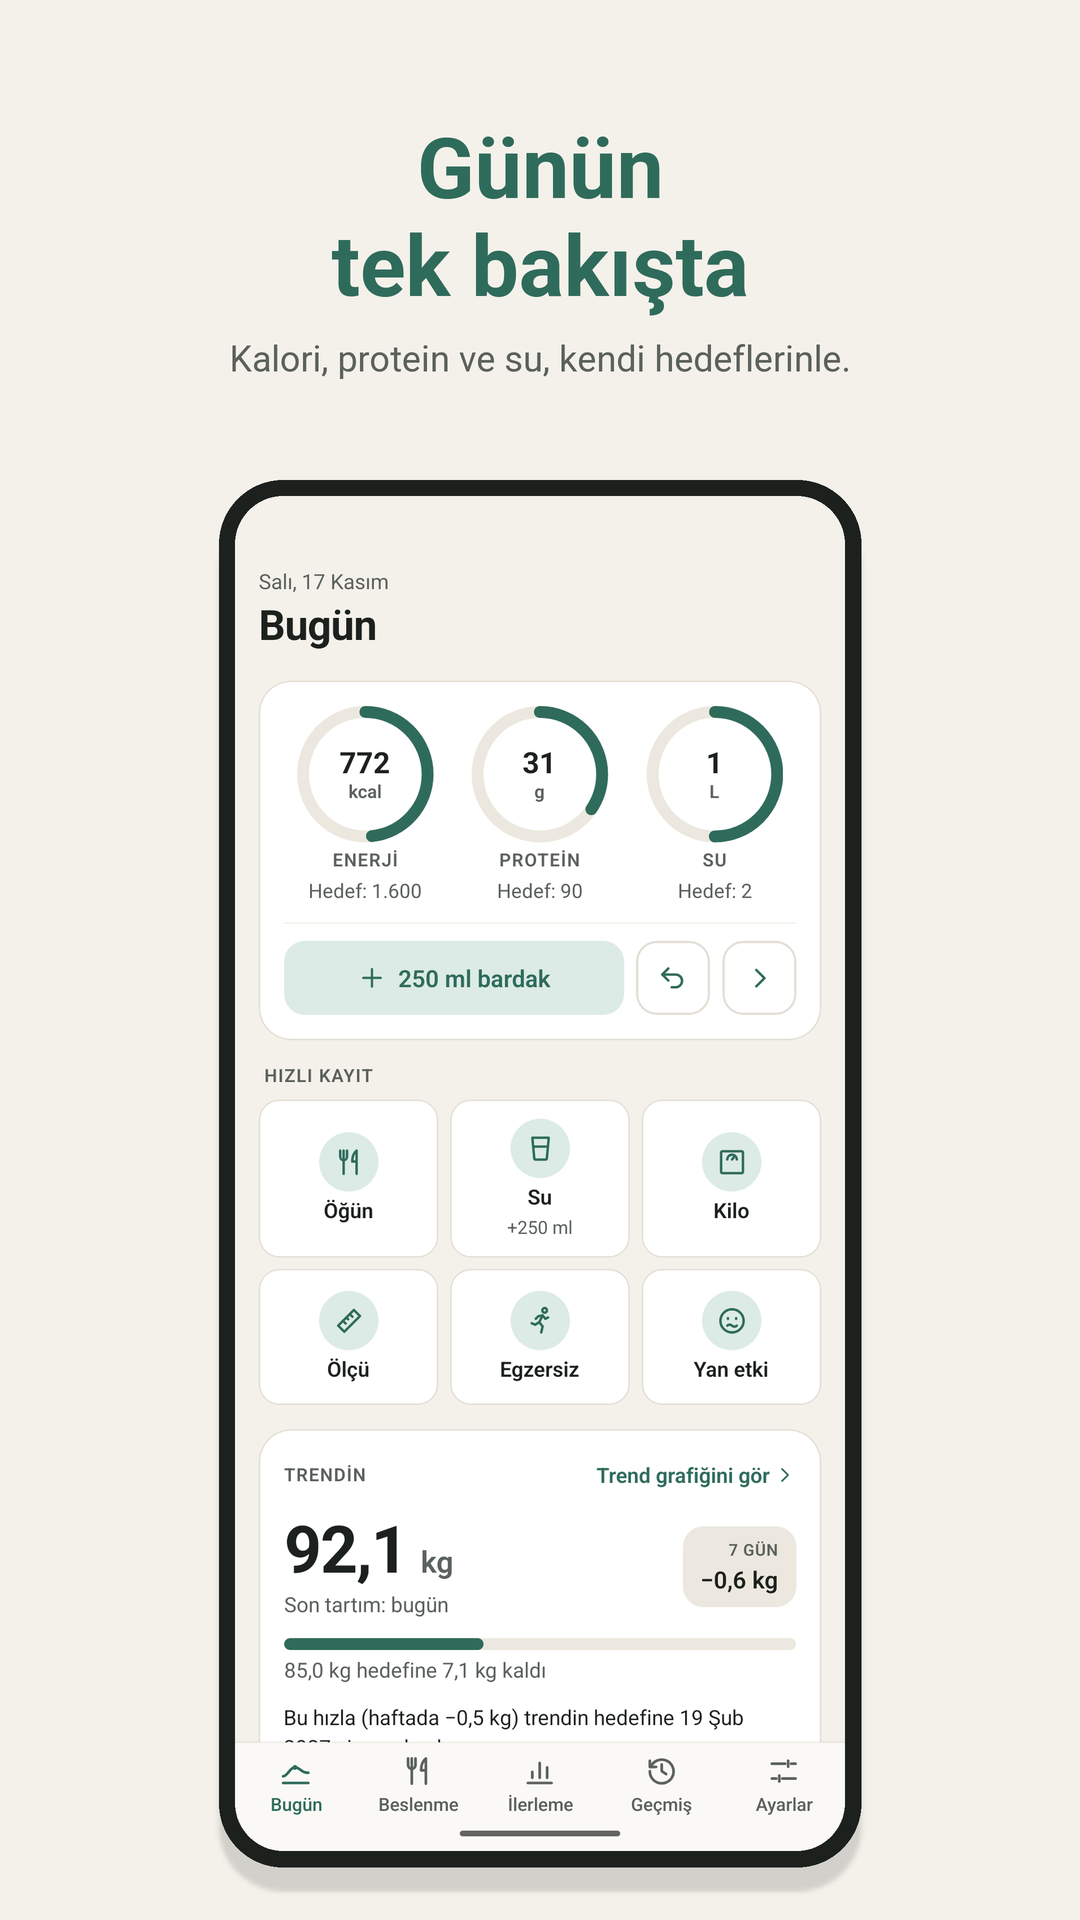 Günün
tek bakışta
Kalori, protein ve su, kendi hedeflerinle.
Salı, 17 Kasım
Bugün
772
kcal
31
g
1
L
ENERJİ
PROTEİN
SU
Hedef: 1.600
Hedef: 90
Hedef: 2
250 ml bardak
HIZLI KAYIT
Öğün
Su
+250 ml
Kilo
Ölçü
Egzersiz
Yan etki
TRENDİN
Trend grafiğini gör
92,1 kg
7 GÜN
−0,6 kg
Son tartım: bugün
85,0 kg hedefine 7,1 kg kaldı
Bu hızla (haftada −0,5 kg) trendin hedefine 19 Şub
Bugün
Beslenme
İlerleme
Geçmiş
Ayarlar